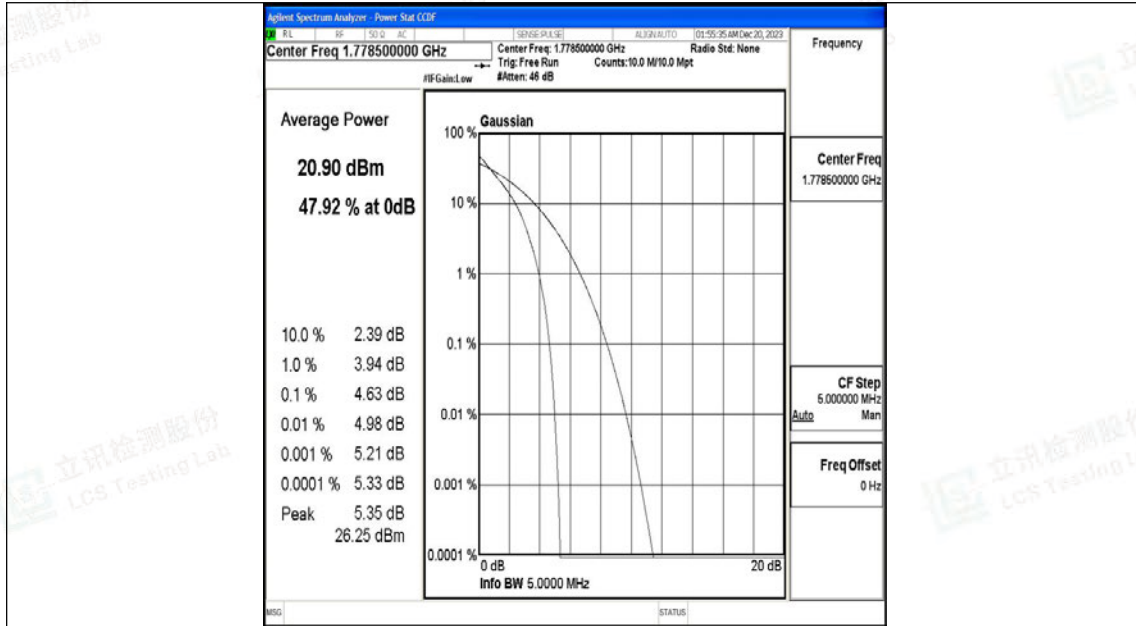 Agilent Spectrum Analyzer - Power Stat CCDF
RL RF 50 Ω AC SENSE:PULSE ALIGNAUTO 01:55:35 AM Dec 20, 2023
Center Freq 1.778500000 GHz
Center Freq: 1.778500000 GHz Radio Std: None
Trig: Free Run Counts:10.0 M/10.0 Mpt
#IFGain:Low #Atten: 46 dB
Frequency
Average Power
20.90 dBm
47.92 % at 0dB
10.0 % 2.39 dB
1.0 % 3.94 dB
0.1 % 4.63 dB
0.01 % 4.98 dB
0.001 % 5.21 dB
0.0001 % 5.33 dB
Peak 5.35 dB
26.25 dBm
Gaussian
100 %
10 %
1 %
0.1 %
0.01 %
0.001 %
0.0001 %
0 dB 20 dB
Info BW 5.0000 MHz
Center Freq
1.778500000 GHz
CF Step
5.000000 MHz
Auto Man
Freq Offset
0 Hz
MSG STATUS
立讯检测股份
LCS Testing Lab
立讯检测股份